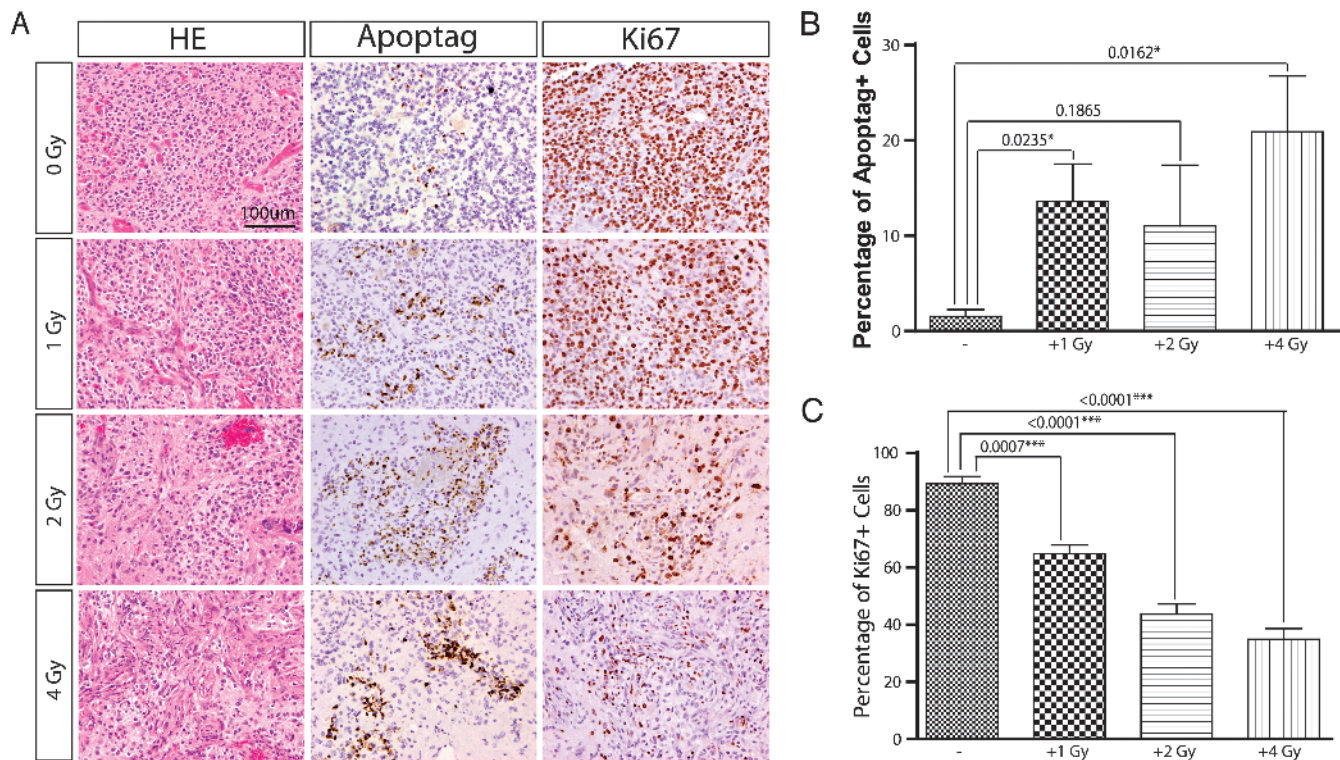 A
HE
Apoptag
Ki67
0 Gy
100um
1 Gy
2 Gy
4 Gy
B
Percentage of Apoptag+ Cells
30
20
10
0
0.0162*
0.1865
0.0235*
-
+1 Gy
+2 Gy
+4 Gy
C
Percentage of Ki67+ Cells
100
80
60
40
20
0
<0.0001***
<0.0001***
0.0007***
-
+1 Gy
+2 Gy
+4 Gy